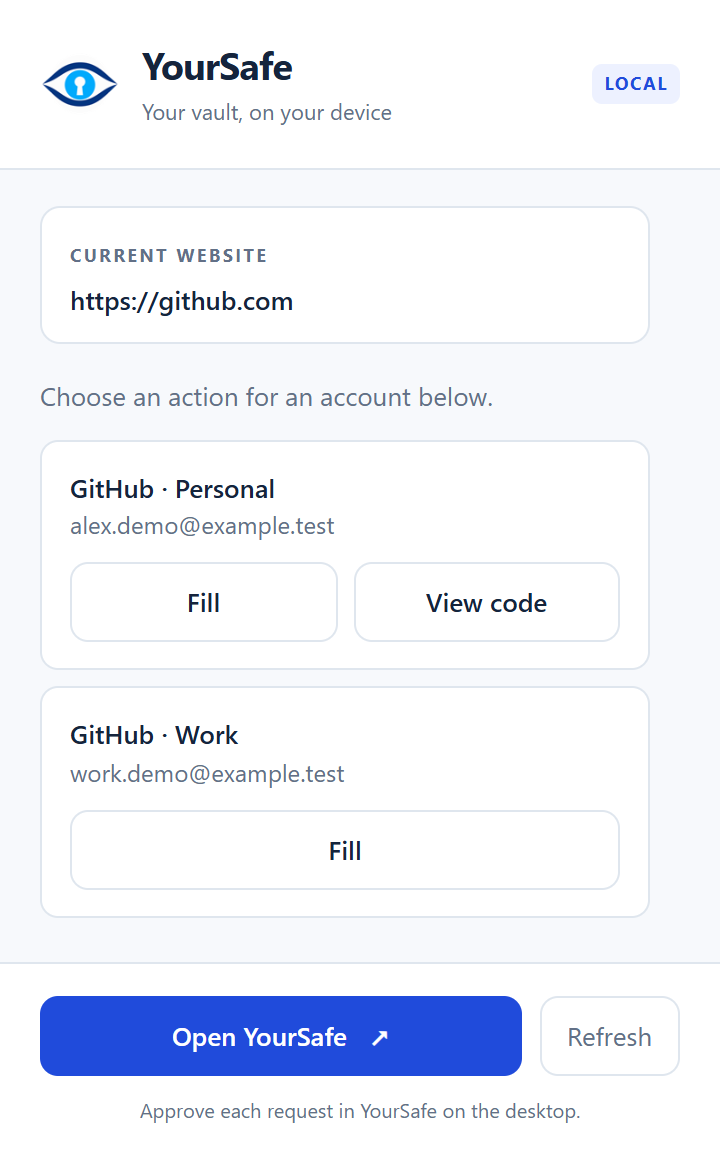 YourSafe
Your vault, on your device
LOCAL
CURRENT WEBSITE
https://github.com
Choose an action for an account below.
GitHub · Personal
alex.demo@example.test
Fill
View code
GitHub · Work
work.demo@example.test
Fill
Open YourSafe ↗
Refresh
Approve each request in YourSafe on the desktop.